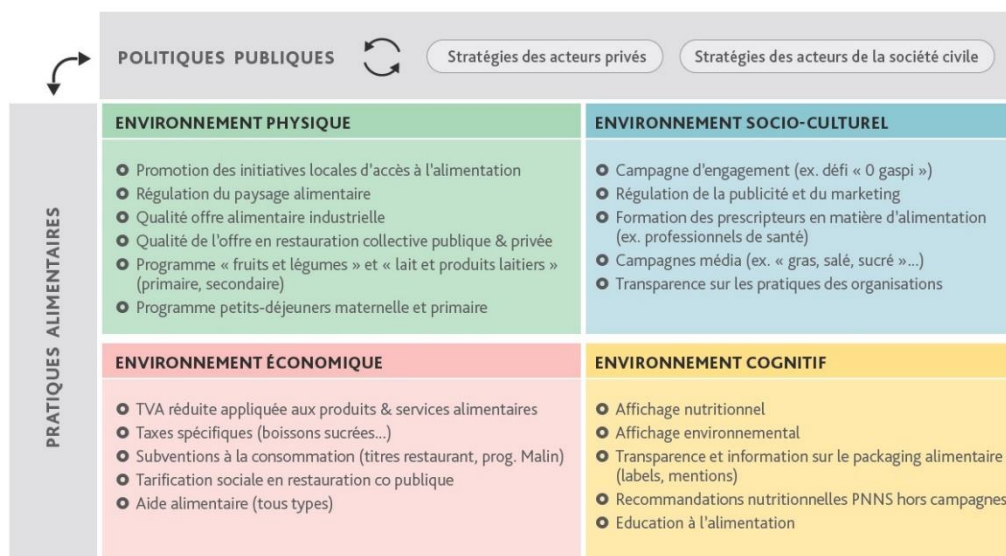 POLITIQUES PUBLIQUES
Stratégies des acteurs privés
Stratégies des acteurs de la société civile
PRATIQUES ALIMENTAIRES
ENVIRONNEMENT PHYSIQUE
Promotion des initiatives locales d'accès à l'alimentation
Régulation du paysage alimentaire
Qualité offre alimentaire industrielle
Qualité de l'offre en restauration collective publique & privée
Programme « fruits et légumes » et « lait et produits laitiers »
(primaire, secondaire)
Programme petits-déjeuners maternelle et primaire
ENVIRONNEMENT SOCIO-CULTUREL
Campagne d'engagement (ex. défi « 0 gaspi »)
Régulation de la publicité et du marketing
Formation des prescripteurs en matière d'alimentation
(ex. professionnels de santé)
Campagnes média (ex. « gras, salé, sucré »...)
Transparence sur les pratiques des organisations
ENVIRONNEMENT ÉCONOMIQUE
TVA réduite appliquée aux produits & services alimentaires
Taxes spécifiques (boissons sucrées...)
Subventions à la consommation (titres restaurant, prog. Malin)
Tarification sociale en restauration co publique
Aide alimentaire (tous types)
ENVIRONNEMENT COGNITIF
Affichage nutritionnel
Affichage environnemental
Transparence et information sur le packaging alimentaire
(labels, mentions)
Recommandations nutritionnelles PNNS hors campagnes
Education à l'alimentation